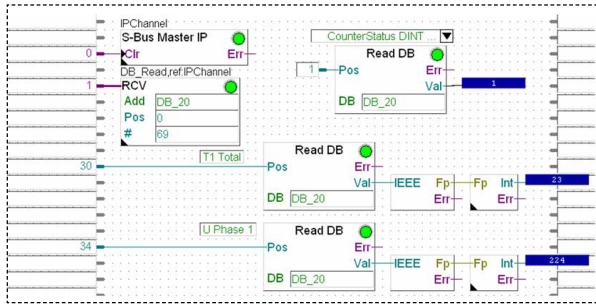 IPChannel
S-Bus Master IP
0 Clr Err
DB_Read,ref:IPChannel
1 RCV
Add DB_20
Pos 0
# 69
CounterStatus DINT ...
Read DB
1 Pos Err
Val 1
DB DB_20
T1 Total
Read DB
30 Pos Err
Val IEEE Fp Fp Int 23
Err Err
DB DB_20
U Phase 1
Read DB
34 Pos Err
Val IEEE Fp Fp Int 224
Err Err
DB DB_20